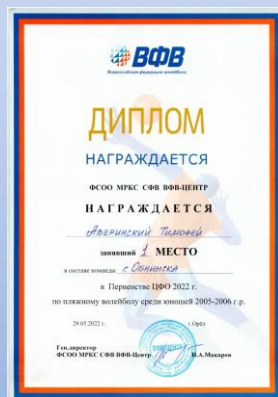 ВФВ
Всероссийская федерация волейбола
ДИПЛОМ
НАГРАЖДАЕТСЯ
ФСОО МРКС СФВ ВФВ-ЦЕНТР
НАГРАЖДАЕТСЯ
Аверинский Тимофей
занявший 1 МЕСТО
в составе команды г. Обнинска
в Первенстве ЦФО 2022 г.
по пляжному волейболу среди юношей 2005-2006 г.р.
29.05.2022 г. г.Орёл
Ген.директор
ФСОО МРКС СФВ ВФВ-Центр И.А.Макаров